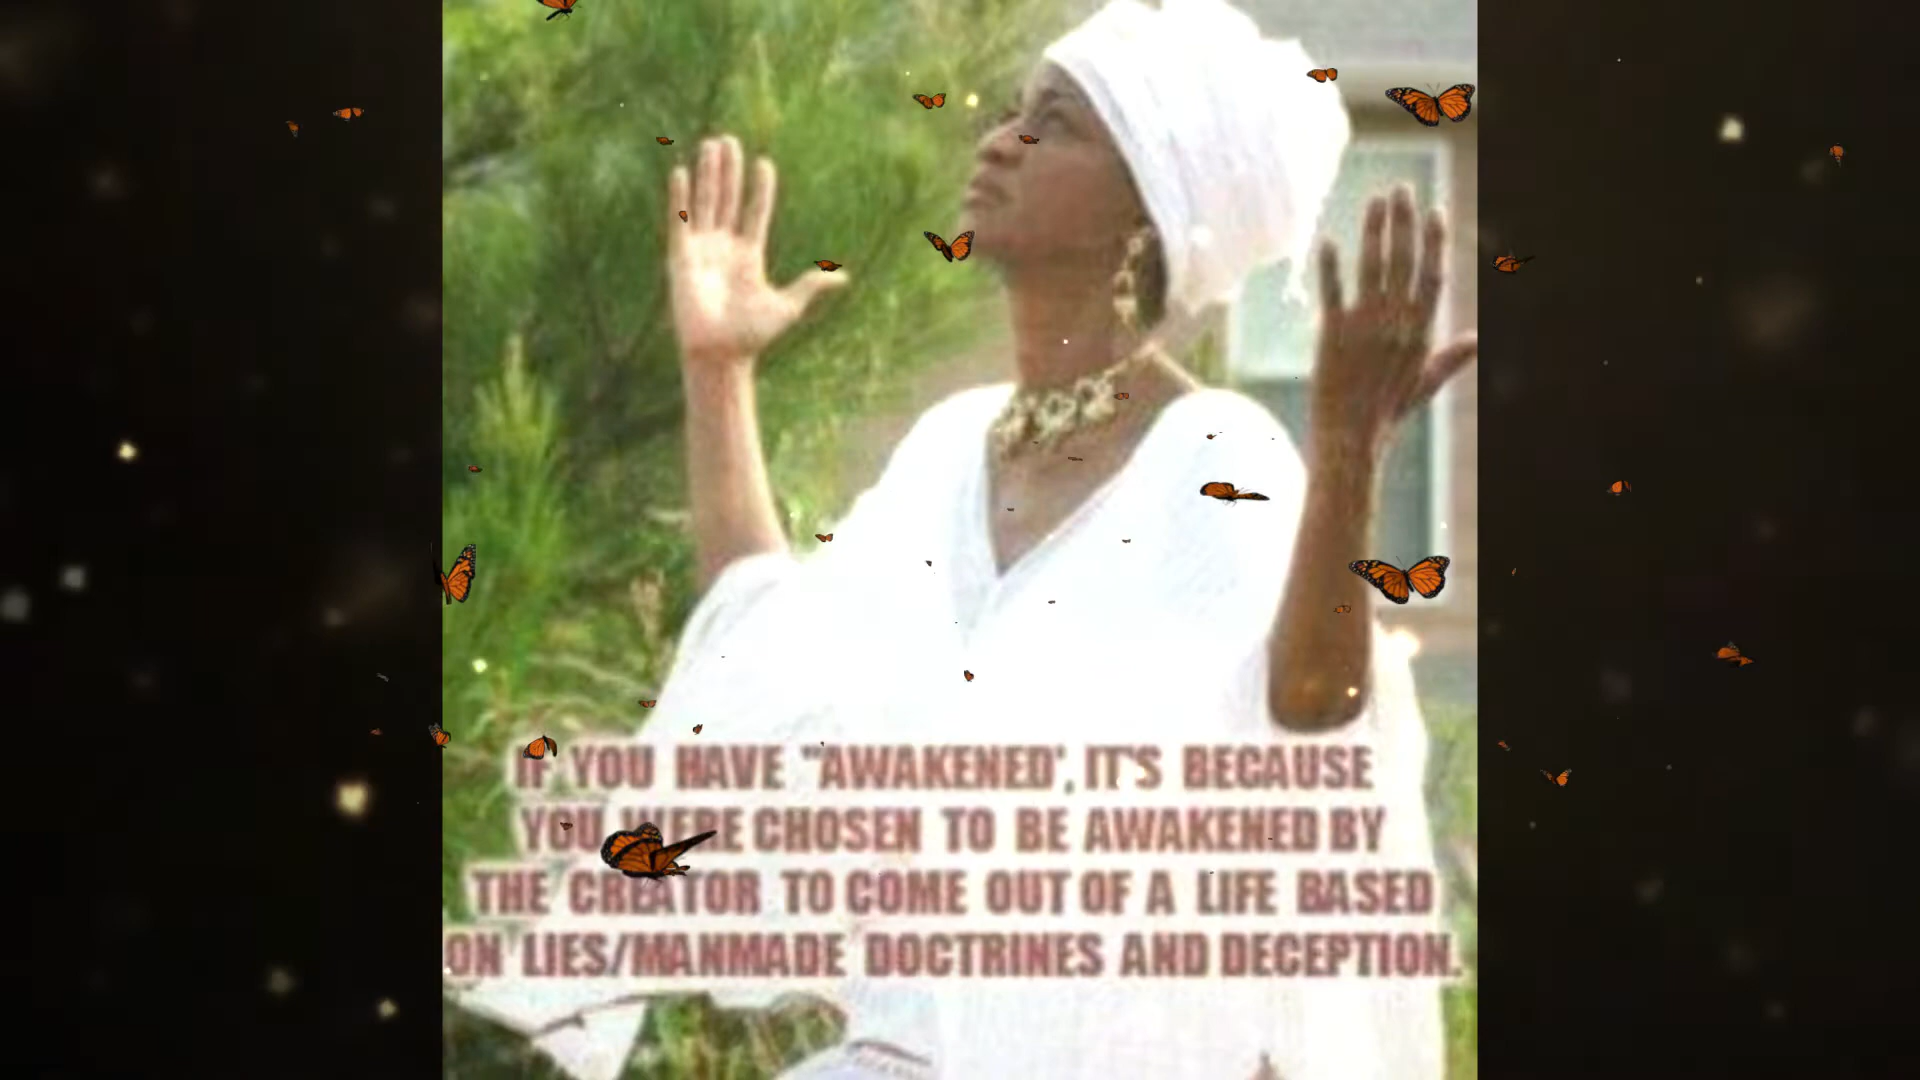 IF YOU HAVE "AWAKENED', IT'S BECAUSE
YOU WERE CHOSEN TO BE AWAKENED BY
THE CREATOR TO COME OUT OF A LIFE BASED
ON LIES/MANMADE DOCTRINES AND DECEPTION.